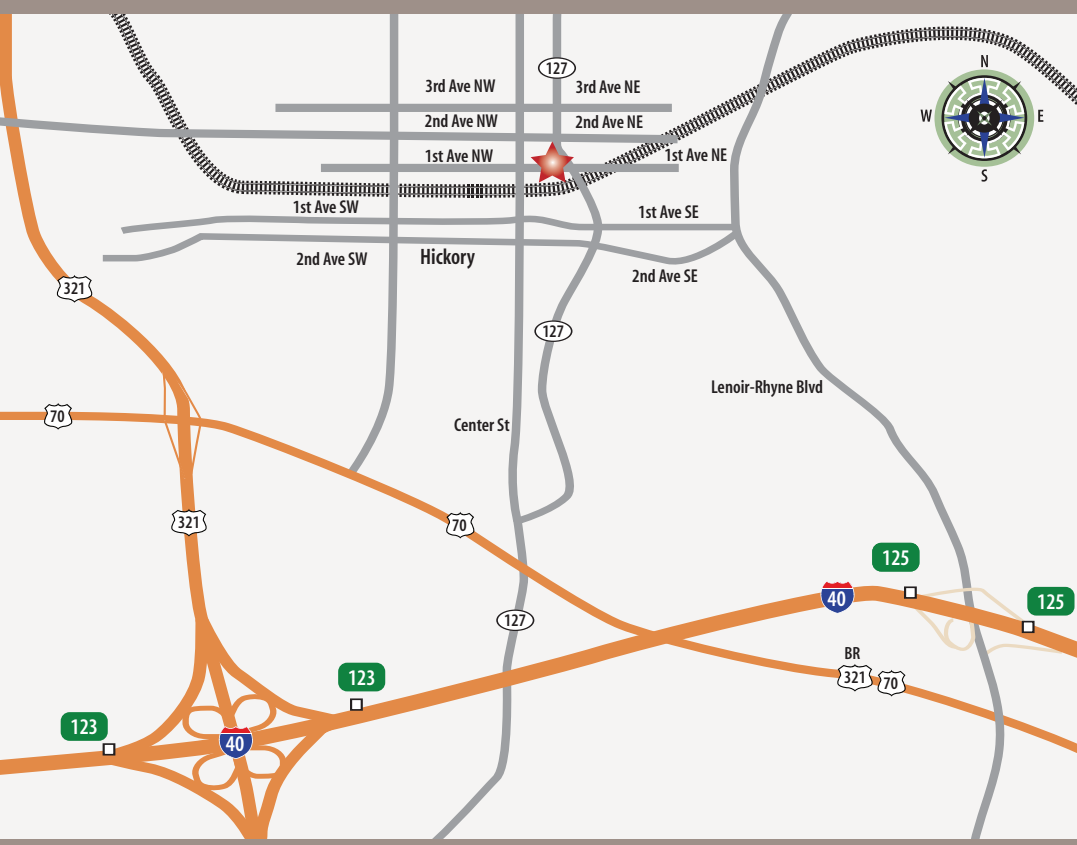 N
W
E
S
127
3rd Ave NW
3rd Ave NE
2nd Ave NW
2nd Ave NE
1st Ave NW
1st Ave NE
1st Ave SW
1st Ave SE
2nd Ave SW
Hickory
2nd Ave SE
321
127
Lenoir-Rhyne Blvd
70
Center St
321
70
125
40
125
127
BR
321
70
123
123
40